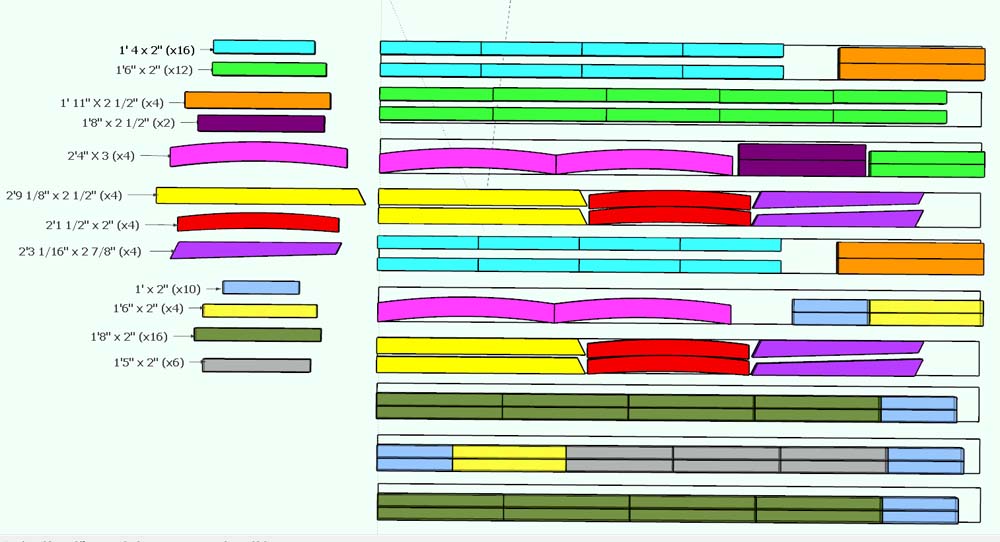 1' 4 x 2" (x16)
1'6" x 2" (x12)
1' 11" X 2 1/2" (x4)
1'8" x 2 1/2" (x2)
2'4" X 3 (x4)
2'9 1/8" x 2 1/2" (x4)
2'1 1/2" x 2" (x4)
2'3 1/16" x 2 7/8" (x4)
1' x 2" (x10)
1'6" x 2" (x4)
1'8" x 2" (x16)
1'5" x 2" (x6)